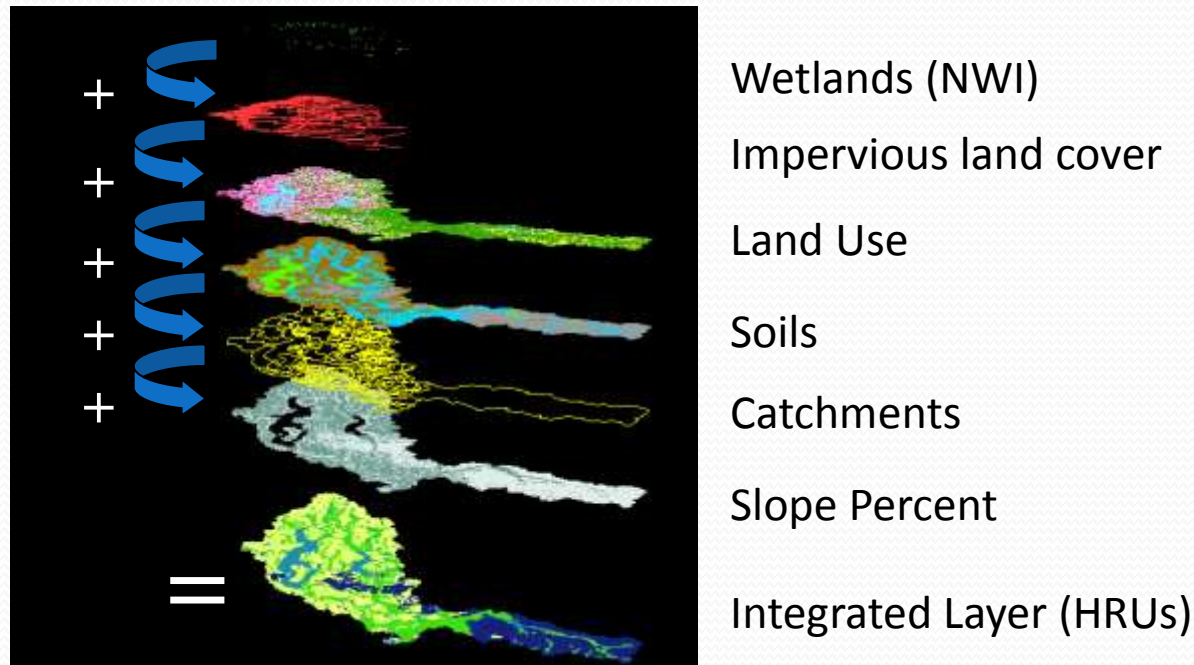 Wetlands (NWI)
+
Impervious land cover
+
Land Use
+
Soils
+
Catchments
+
Slope Percent
=
Integrated Layer (HRUs)